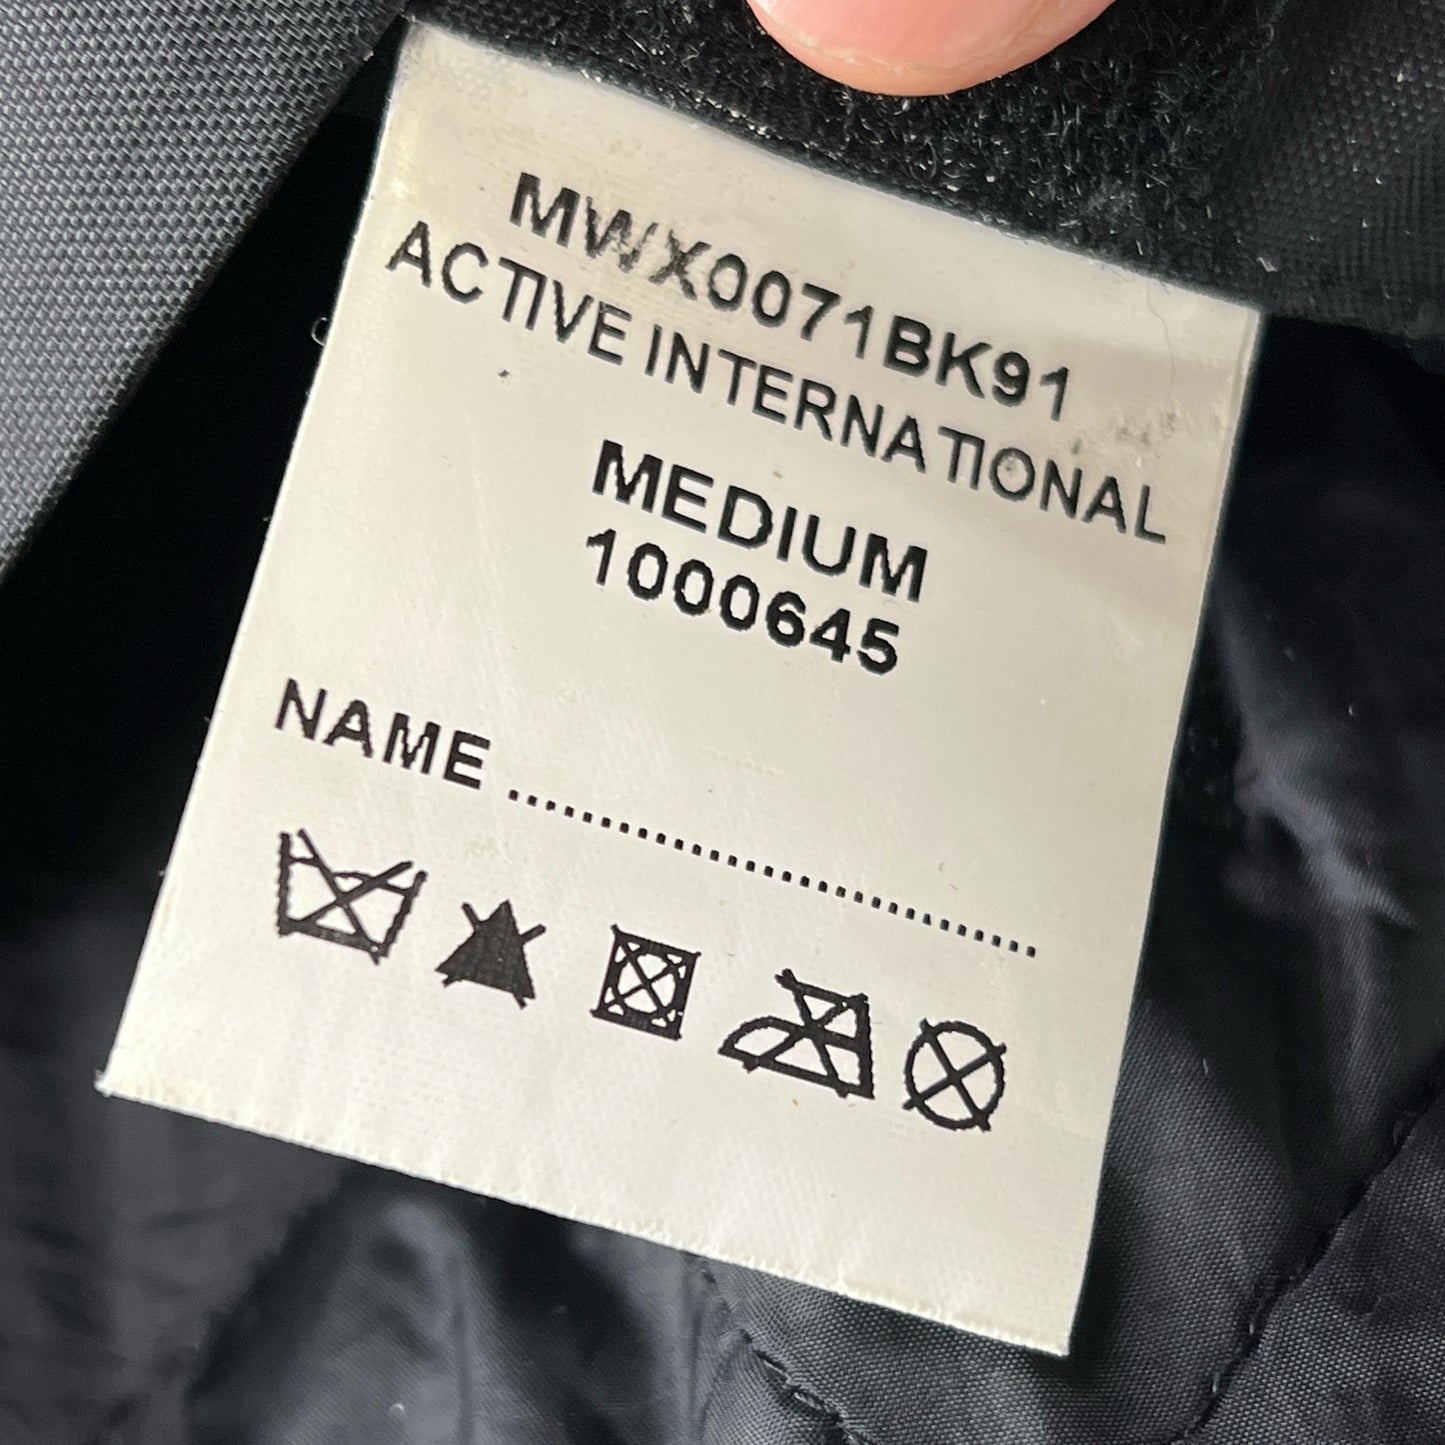 MWX0071BK91
ACTIVE INTERNATIONAL
MEDIUM
1000645
NAME ..............................................